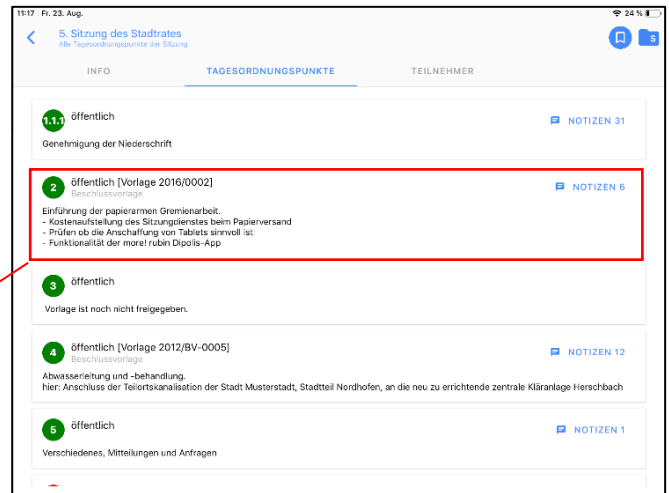 11:17 Fr. 23. Aug.
24 %
5. Sitzung des Stadtrates
Alle Tagesordnungspunkte der Sitzung
S
INFO
TAGESORDNUNGSPUNKTE
TEILNEHMER
1.1.1 öffentlich
NOTIZEN 31
Genehmigung der Niederschrift
2 öffentlich [Vorlage 2016/0002]
Beschlussvorlage
NOTIZEN 6
Einführung der papierarmen Gremienarbeit.
- Kostenaufstellung des Sitzungdienstes beim Papierversand
- Prüfen ob die Anschaffung von Tablets sinnvoll ist
- Funktionalität der more! rubin Dipolis-App
3 öffentlich
Vorlage ist noch nicht freigegeben.
4 öffentlich [Vorlage 2012/BV-0005]
Beschlussvorlage
NOTIZEN 12
Abwasserleitung und -behandlung.
hier: Anschluss der Teilortskanalisation der Stadt Musterstadt, Stadtteil Nordhofen, an die neu zu errichtende zentrale Kläranlage Herschbach
5 öffentlich
NOTIZEN 1
Verschiedenes, Mitteilungen und Anfragen